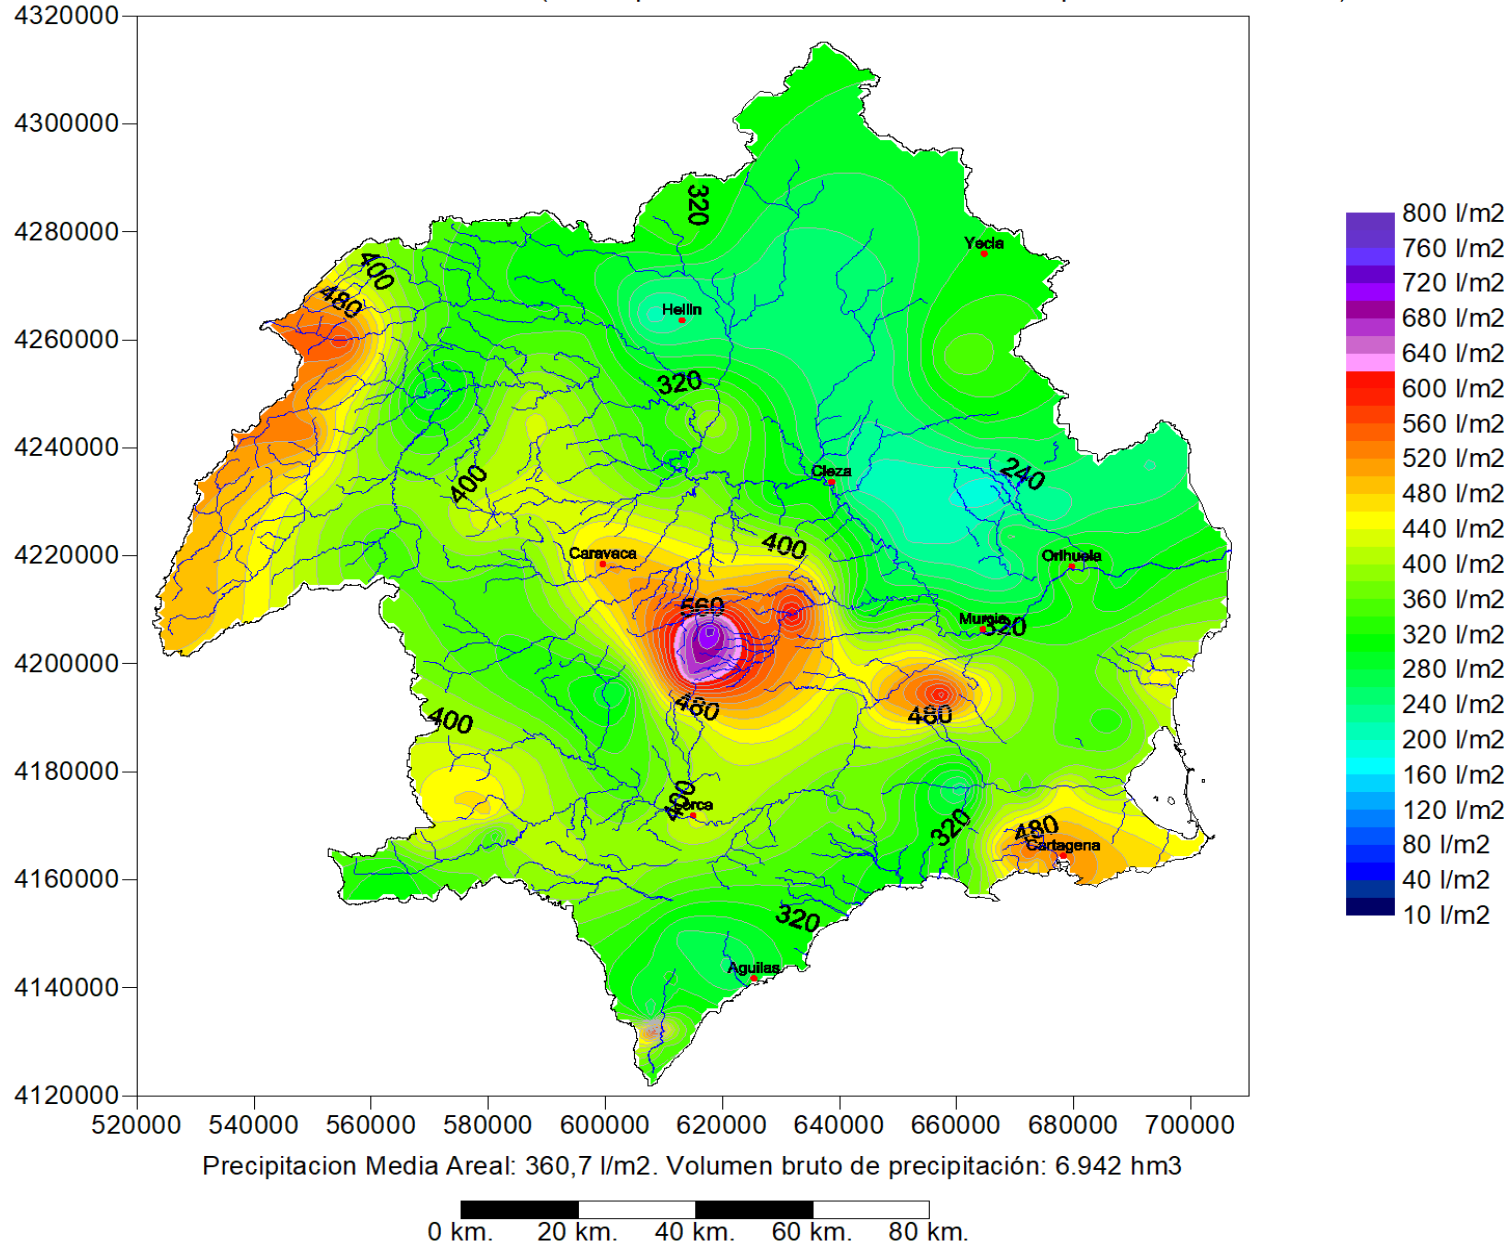 4320000
4300000
4280000
4260000
4240000
4220000
4200000
4180000
4160000
4140000
4120000
520000 540000 560000 580000 600000 620000 640000 660000 680000 700000
320
400
480
Yecla
Hellin
320
400
Cieza
240
Caravaca
400
Orihuela
560
Murcia
320
480
480
400
400
Lorca
320
480
Cartagena
320
Aguilas
800 l/m2
760 l/m2
720 l/m2
680 l/m2
640 l/m2
600 l/m2
560 l/m2
520 l/m2
480 l/m2
440 l/m2
400 l/m2
360 l/m2
320 l/m2
280 l/m2
240 l/m2
200 l/m2
160 l/m2
120 l/m2
80 l/m2
40 l/m2
10 l/m2
Precipitacion Media Areal: 360,7 l/m2. Volumen bruto de precipitación: 6.942 hm3
0 km. 20 km. 40 km. 60 km. 80 km.